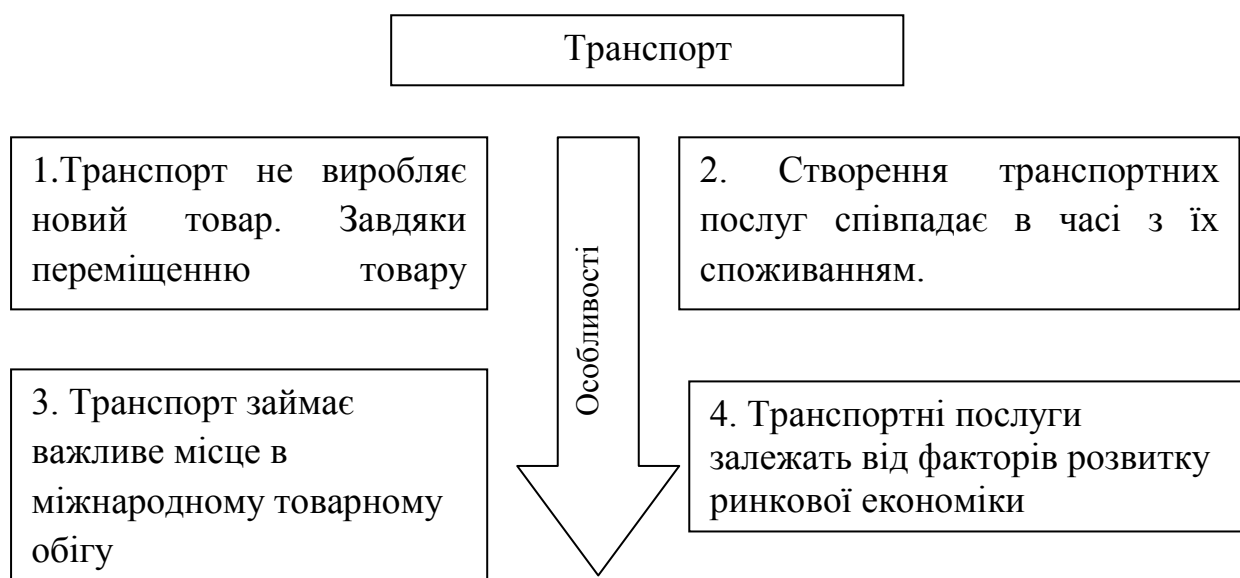 Транспорт
1.Транспорт не виробляє
новий товар. Завдяки
переміщенню товару
2. Створення транспортних
послуг співпадає в часі з їх
споживанням.
Особливості
3. Транспорт займає
важливе місце в
міжнародному товарному
обігу
4. Транспортні послуги
залежать від факторів розвитку
ринкової економіки